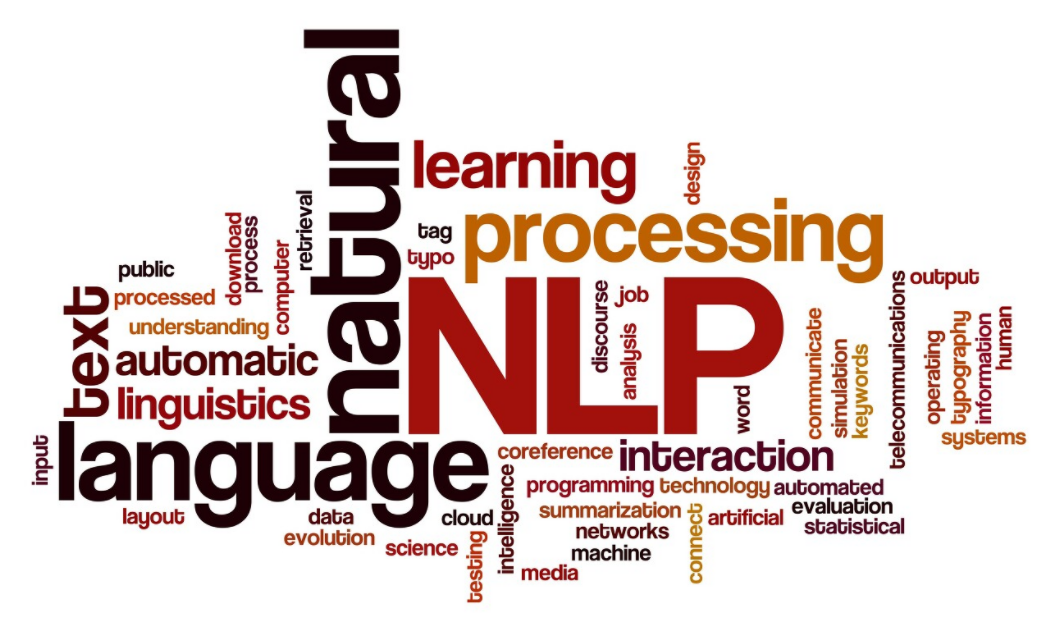 natural
learning
design
processing
tag
typo
retrieval
download
process
computer
public
processed
understanding
text
automatic
linguistics
NLP
discourse
job
analysis
word
output
telecommunications
communicate
simulation
keywords
operating
typography
information
human
systems
input
language
coreference
interaction
programming
technology
automated
summarization
evaluation
statistical
artificial
connect
networks
machine
media
intelligence
layout
data
evolution
cloud
science
testing